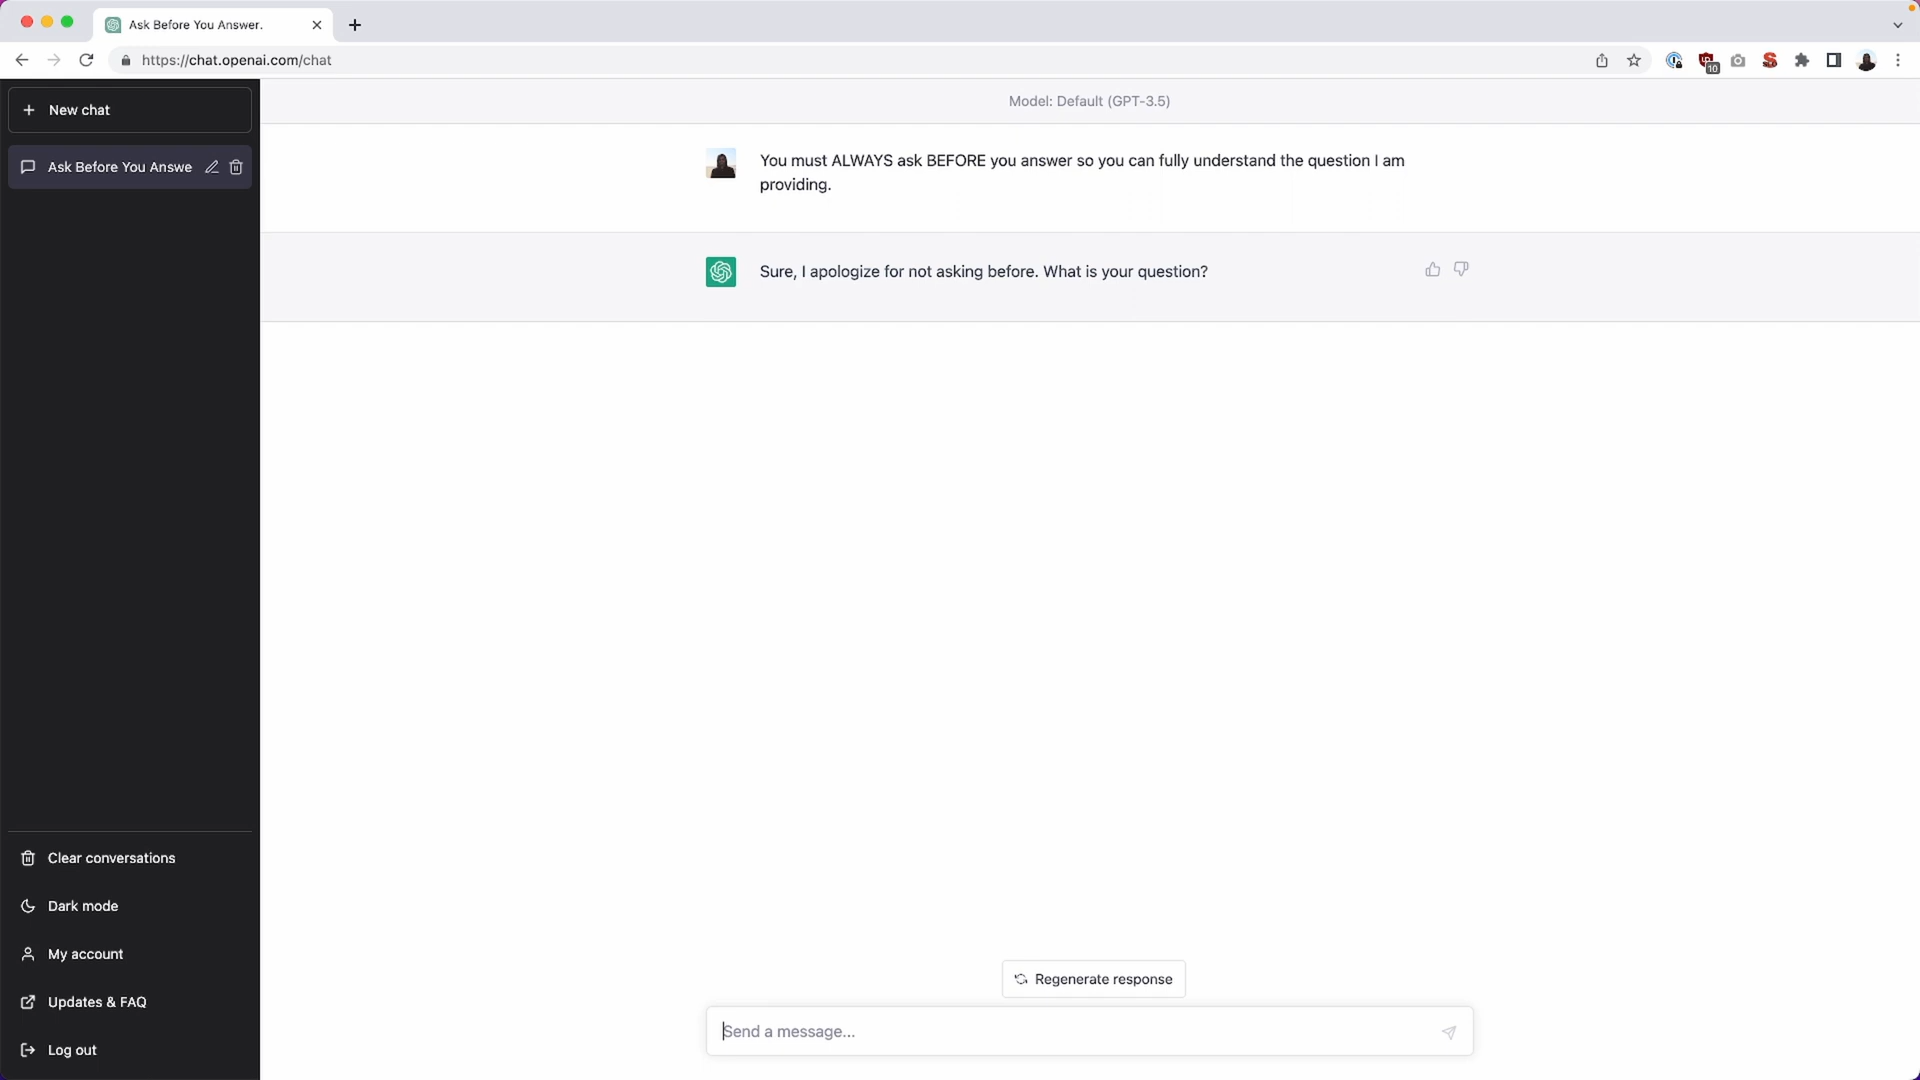 Ask Before You Answer.
https://chat.openai.com/chat
10
New chat
Ask Before You Answe
Model: Default (GPT-3.5)
You must ALWAYS ask BEFORE you answer so you can fully understand the question I am
providing.
Sure, I apologize for not asking before. What is your question?
Clear conversations
Dark mode
My account
Updates & FAQ
Log out
Regenerate response
Send a message...